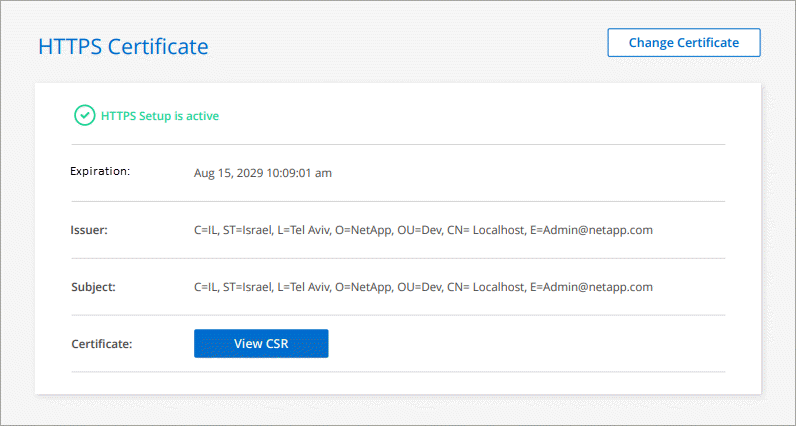 HTTPS Certificate
Change Certificate
HTTPS Setup is active
Expiration: Aug 15, 2029 10:09:01 am
Issuer: C=IL, ST=Israel, L=Tel Aviv, O=NetApp, OU=Dev, CN= Localhost, E=Admin@netapp.com
Subject: C=IL, ST=Israel, L=Tel Aviv, O=NetApp, OU=Dev, CN= Localhost, E=Admin@netapp.com
Certificate: View CSR